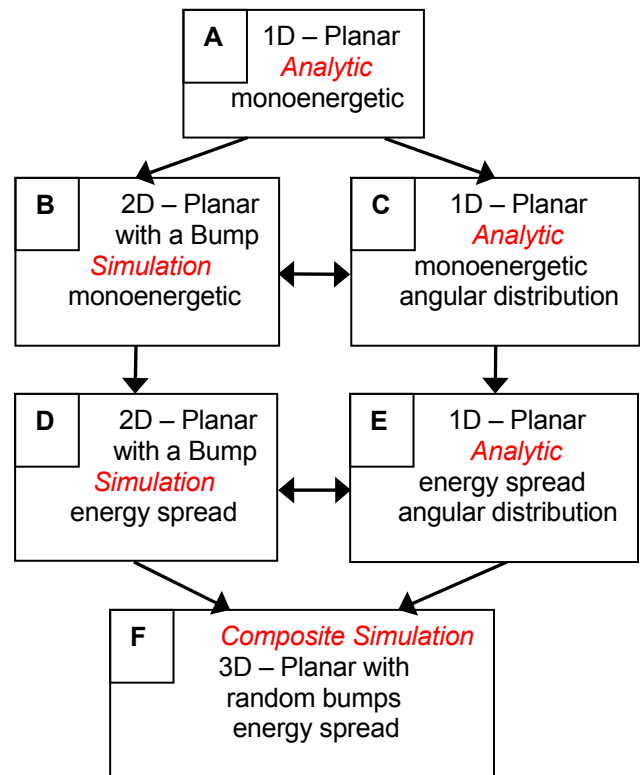 A
1D – Planar
Analytic
monoenergetic
B
2D – Planar
with a Bump
Simulation
monoenergetic
C
1D – Planar
Analytic
monoenergetic
angular distribution
D
2D – Planar
with a Bump
Simulation
energy spread
E
1D – Planar
Analytic
energy spread
angular distribution
F
Composite Simulation
3D – Planar with
random bumps
energy spread